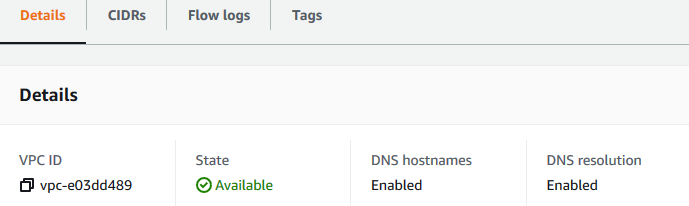 Details CIDRs Flow logs Tags
Details
VPC ID State DNS hostnames DNS resolution
vpc-e03dd489 Available Enabled Enabled